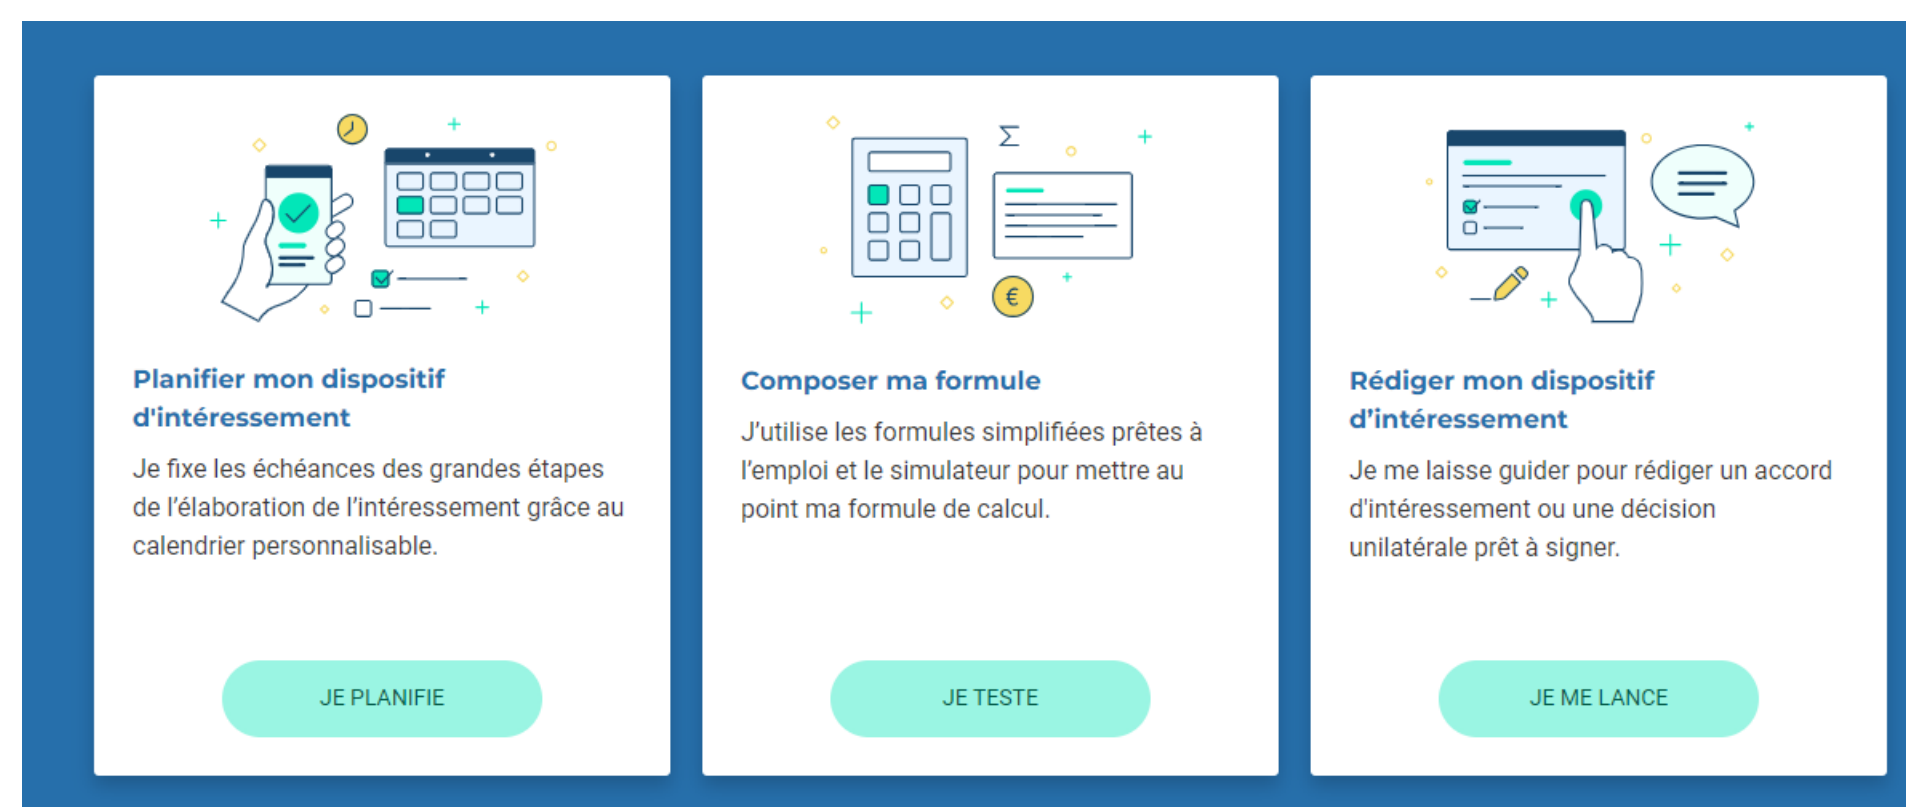 Planifier mon dispositif
d'intéressement
Je fixe les échéances des grandes étapes
de l’élaboration de l’intéressement grâce au
calendrier personnalisable.
JE PLANIFIE
Σ
€
Composer ma formule
J’utilise les formules simplifiées prêtes à
l’emploi et le simulateur pour mettre au
point ma formule de calcul.
JE TESTE
Rédiger mon dispositif
d’intéressement
Je me laisse guider pour rédiger un accord
d'intéressement ou une décision
unilatérale prêt à signer.
JE ME LANCE